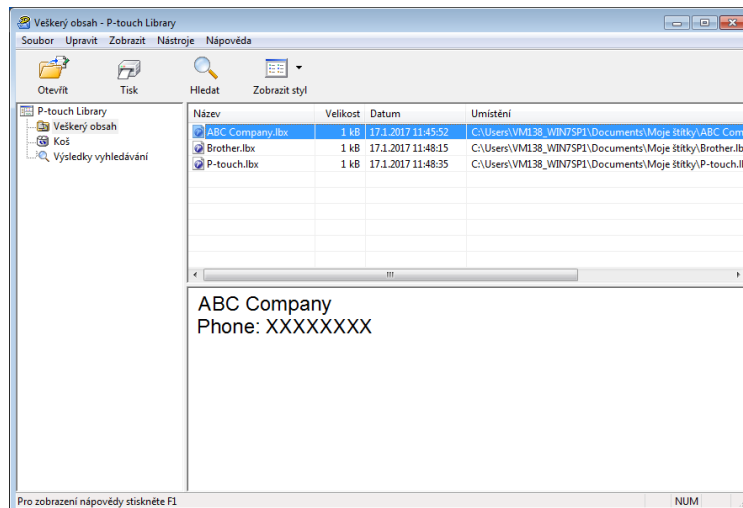 Veškerý obsah - P-touch Library
Soubor Upravit Zobrazit Nástroje Nápověda
Otevřít Tisk Hledat Zobrazit styl
P-touch Library
Veškerý obsah
Koš
Výsledky vyhledávání
Název Velikost Datum Umístění
ABC Company.lbx 1 kB 17.1.2017 11:45:52 C:\Users\VM138_WIN7SP1\Documents\Moje štítky\ABC Com
Brother.lbx 1 kB 17.1.2017 11:48:15 C:\Users\VM138_WIN7SP1\Documents\Moje štítky\Brother.lb
P-touch.lbx 1 kB 17.1.2017 11:48:35 C:\Users\VM138_WIN7SP1\Documents\Moje štítky\P-touch.l
ABC Company
Phone: XXXXXXXX
Pro zobrazení nápovědy stiskněte F1 NUM